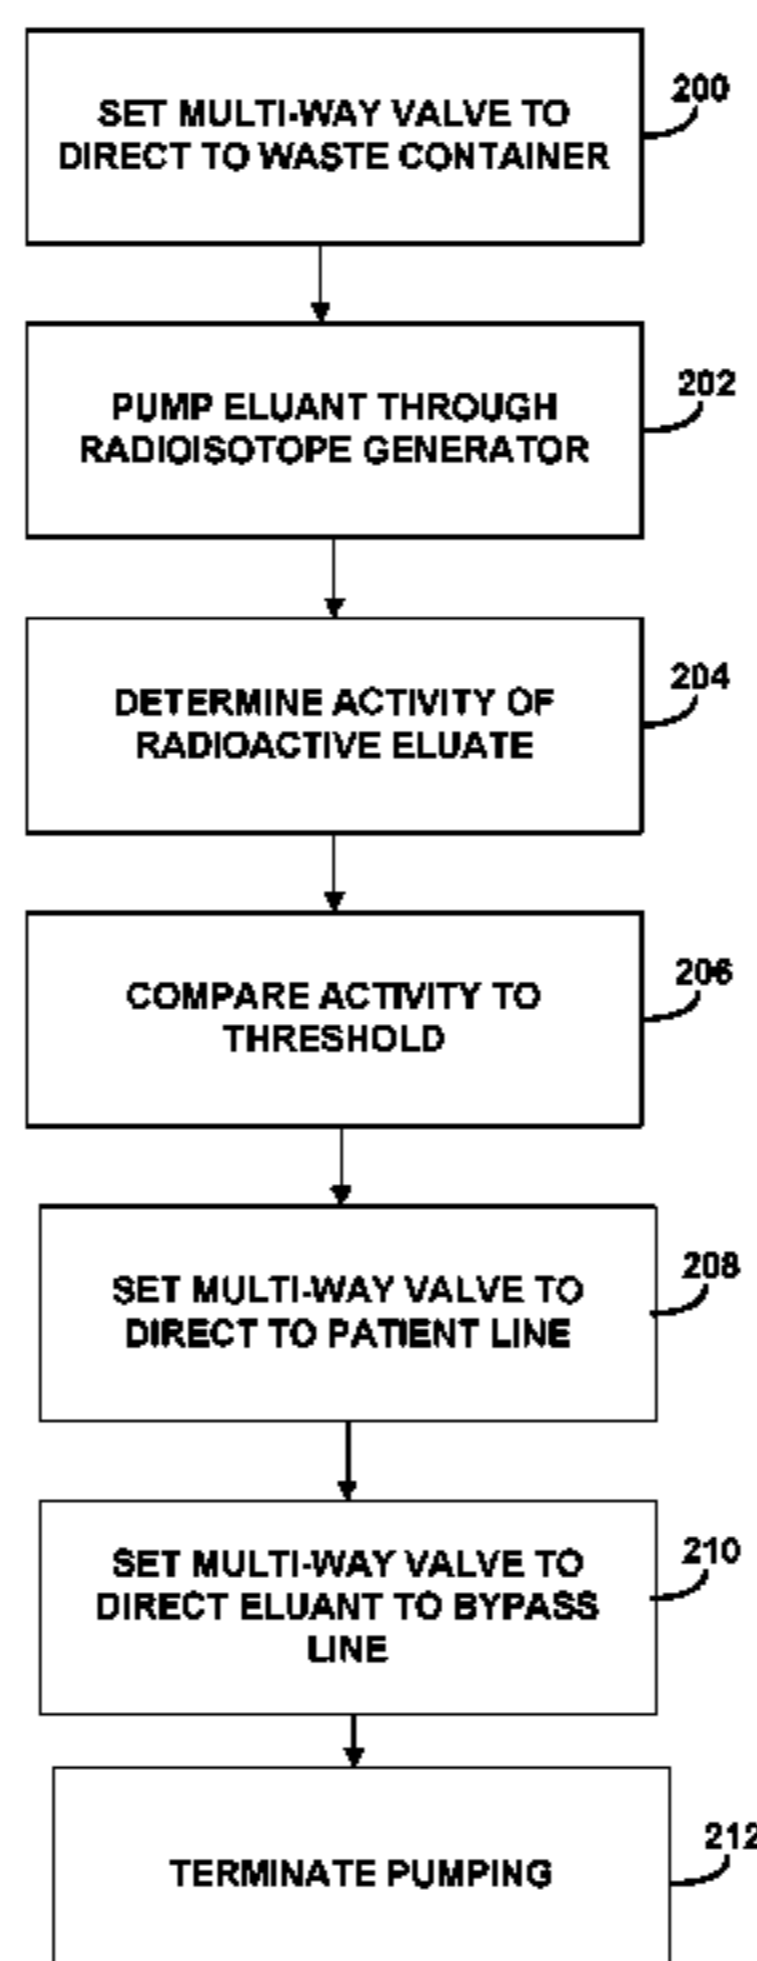 SET MULTI-WAY VALVE TO
DIRECT TO WASTE CONTAINER
200
PUMP ELUANT THROUGH
RADIOISOTOPE GENERATOR
202
DETERMINE ACTIVITY OF
RADIOACTIVE ELUATE
204
COMPARE ACTIVITY TO
THRESHOLD
206
SET MULTI-WAY VALVE TO
DIRECT TO PATIENT LINE
208
SET MULTI-WAY VALVE TO
DIRECT ELUANT TO BYPASS
LINE
210
TERMINATE PUMPING
212